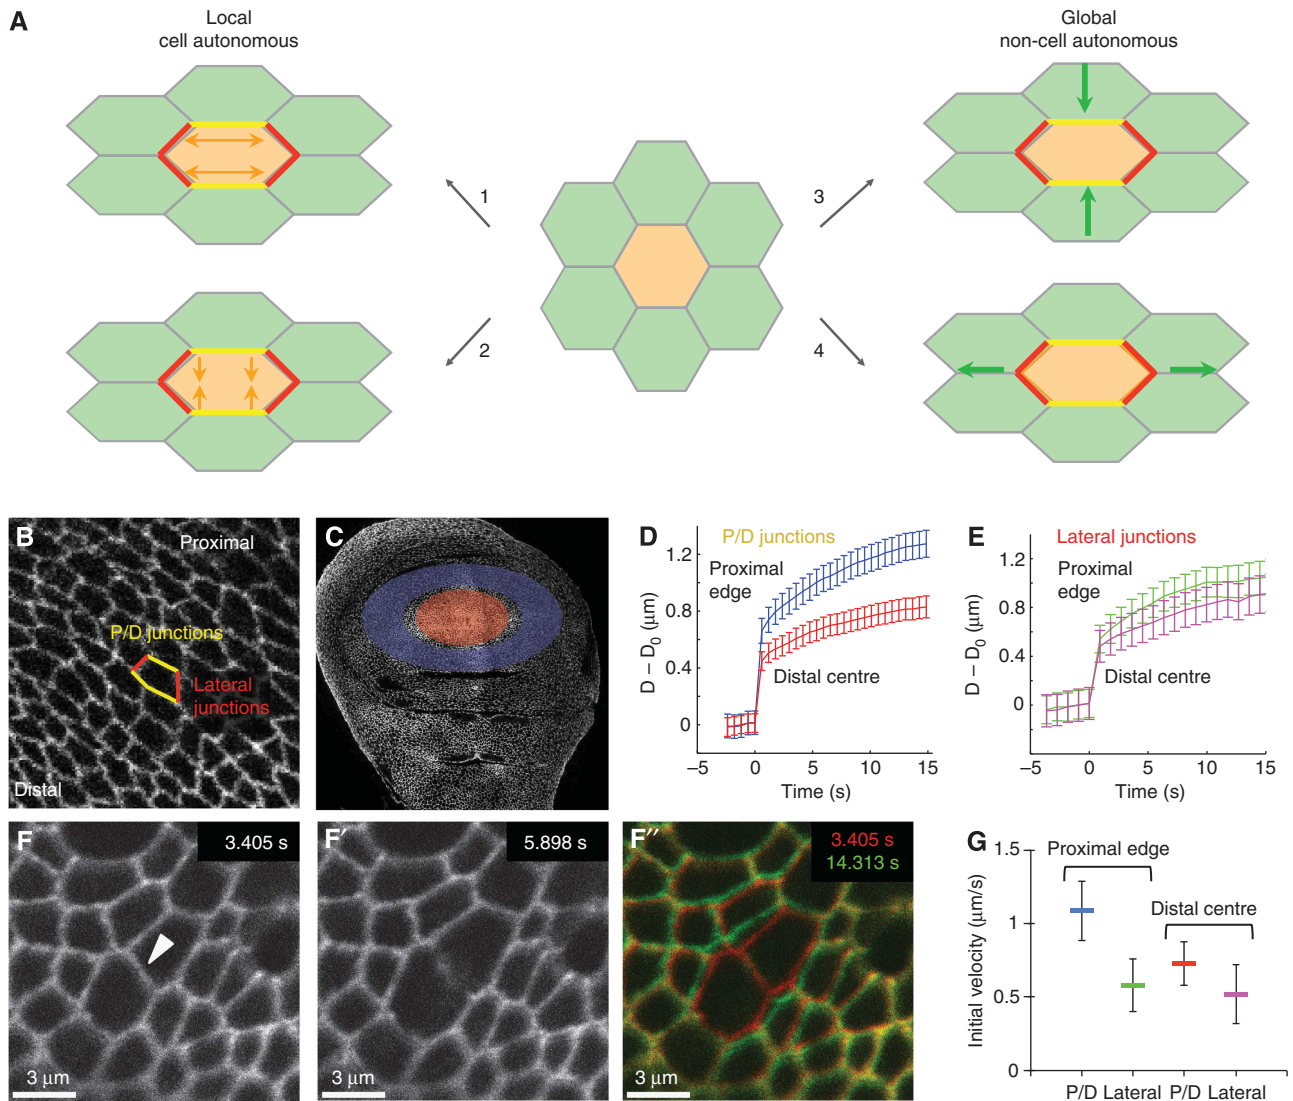 A
Local
cell autonomous
Global
non-cell autonomous
1
2
3
4
B
Proximal
P/D junctions
Lateral
junctions
Distal
C
D
P/D junctions
Proximal
edge
Distal centre
D – D0 (μm)
1.2
0.8
0.4
0
–5
0
5
10
15
Time (s)
E
Lateral junctions
Proximal
edge
Distal centre
D – D0 (μm)
1.2
0.8
0.4
0
–5
0
5
10
15
Time (s)
F
3.405 s
3 μm
F′
5.898 s
3 μm
F″
3.405 s
14.313 s
3 μm
G
Proximal edge
Distal centre
Initial velocity (μm/s)
1.5
1
0.5
0
P/D Lateral P/D Lateral